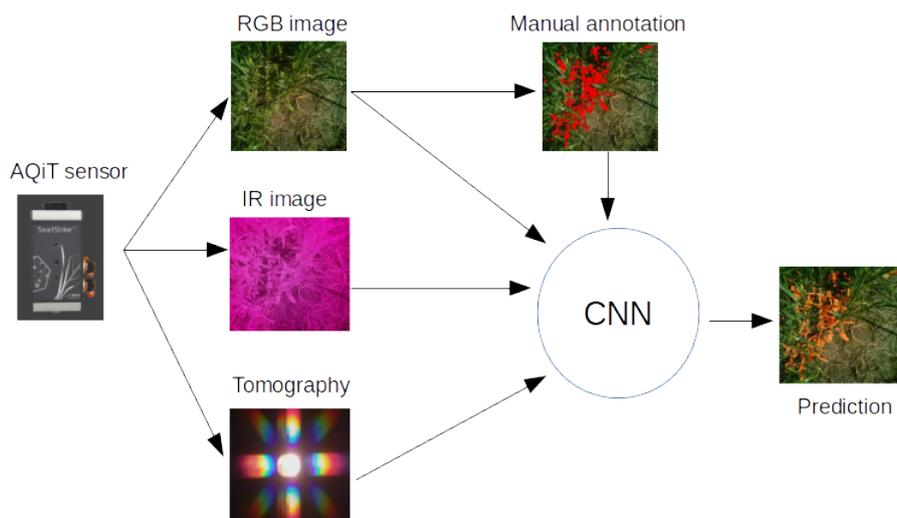 RGB image
Manual annotation
AQiT sensor
SmartStriker
IR image
CNN
Tomography
Prediction